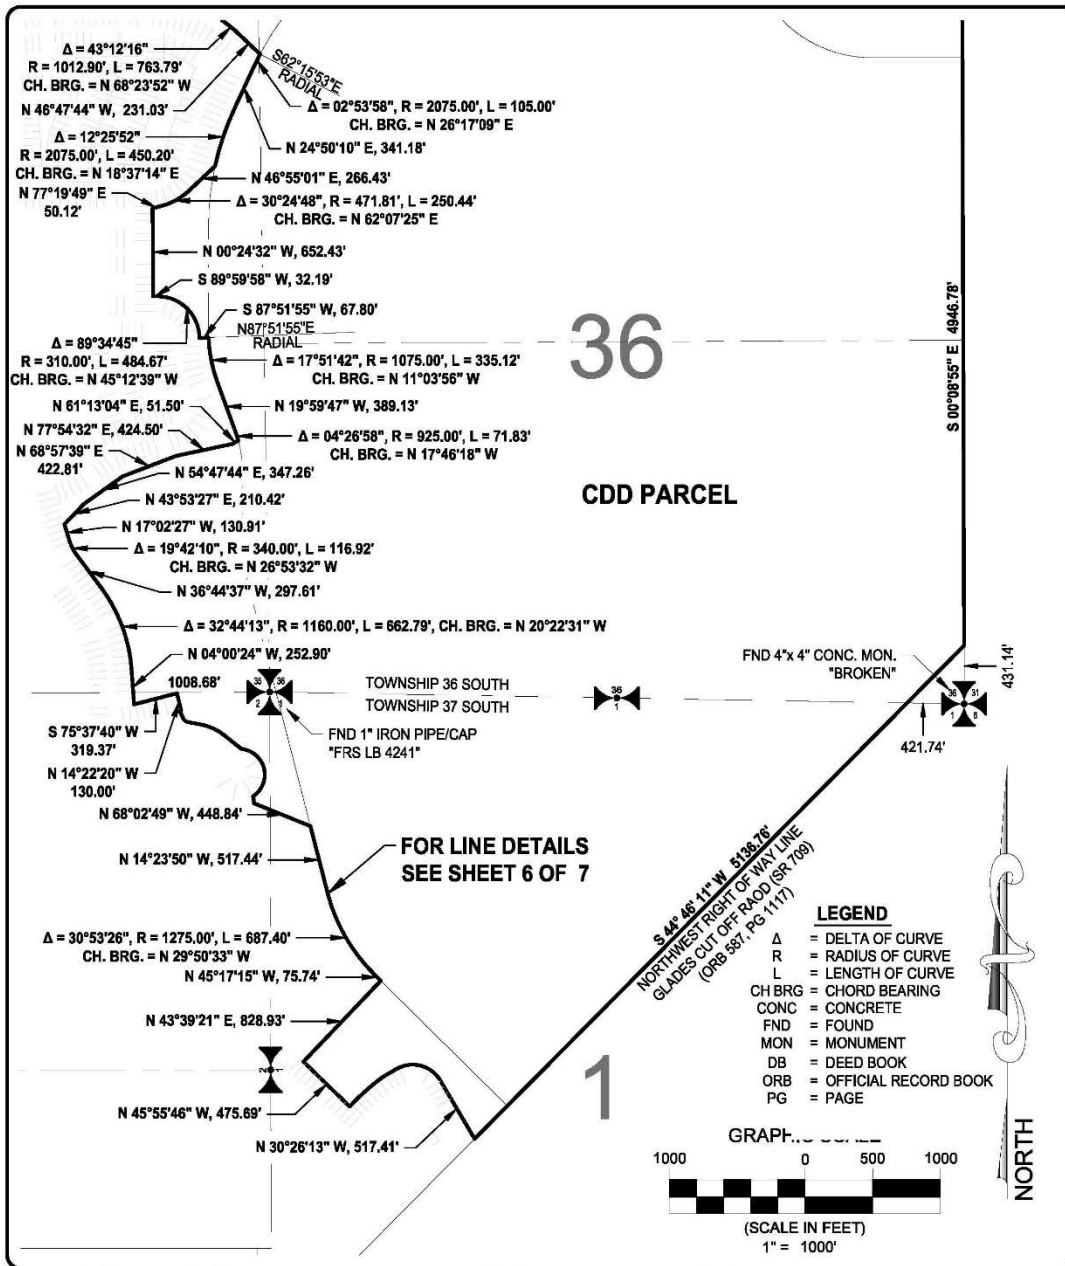 Δ = 43°12'16"
R = 1012.90', L = 763.79'
CH. BRG. = N 68°23'52" W
N 46°47'44" W, 231.03'
S62°15'53"E
RADIAL
Δ = 02°53'58", R = 2075.00', L = 105.00'
CH. BRG. = N 26°17'09" E
Δ = 12°25'52"
R = 2075.00', L = 450.20'
CH. BRG. = N 18°37'14" E
N 24°50'10" E, 341.18'
N 46°55'01" E, 266.43'
N 77°19'49" E
50.12'
Δ = 30°24'48", R = 471.81', L = 250.44'
CH. BRG. = N 62°07'25" E
N 00°24'32" W, 652.43'
S 89°59'58" W, 32.19'
S 87°51'55" W, 67.80'
N87°51'55"E
RADIAL
36
S 00°08'55" E 4946.78'
Δ = 89°34'45"
R = 310.00', L = 484.67'
CH. BRG. = N 45°12'39" W
Δ = 17°51'42", R = 1075.00', L = 335.12'
CH. BRG. = N 11°03'56" W
N 61°13'04" E, 51.50'
N 19°59'47" W, 389.13'
N 77°54'32" E, 424.50'
Δ = 04°26'58", R = 925.00', L = 71.83'
CH. BRG. = N 17°46'18" W
N 68°57'39" E
422.81'
N 54°47'44" E, 347.26'
N 43°53'27" E, 210.42'
CDD PARCEL
N 17°02'27" W, 130.91'
Δ = 19°42'10", R = 340.00', L = 116.92'
CH. BRG. = N 26°53'32" W
N 36°44'37" W, 297.61'
Δ = 32°44'13", R = 1160.00', L = 662.79', CH. BRG. = N 20°22'31" W
N 04°00'24" W, 252.90'
1008.68'
35 36
2 1
TOWNSHIP 36 SOUTH
TOWNSHIP 37 SOUTH
36
1
FND 4"x 4" CONC. MON.
"BROKEN"
431.14'
36 31
1 6
421.74'
FND 1" IRON PIPE/CAP
"FRS LB 4241"
S 75°37'40" W
319.37'
N 14°22'20" W
130.00'
N 68°02'49" W, 448.84'
N 14°23'50" W, 517.44'
FOR LINE DETAILS
SEE SHEET 6 OF 7
S 44° 46' 11" W 5136.76'
NORTHWEST RIGHT OF WAY LINE
GLADES CUT OFF RAOD (SR 709)
(ORB 587, PG 1117)
Δ = 30°53'26", R = 1275.00', L = 687.40'
CH. BRG. = N 29°50'33" W
N 45°17'15" W, 75.74'
N 43°39'21" E, 828.93'
2
1
N 45°55'46" W, 475.69'
N 30°26'13" W, 517.41'
1
LEGEND
Δ = DELTA OF CURVE
R = RADIUS OF CURVE
L = LENGTH OF CURVE
CH BRG = CHORD BEARING
CONC = CONCRETE
FND = FOUND
MON = MONUMENT
DB = DEED BOOK
ORB = OFFICIAL RECORD BOOK
PG = PAGE
NORTH
1000 0 500 1000
(SCALE IN FEET)
1" = 1000'